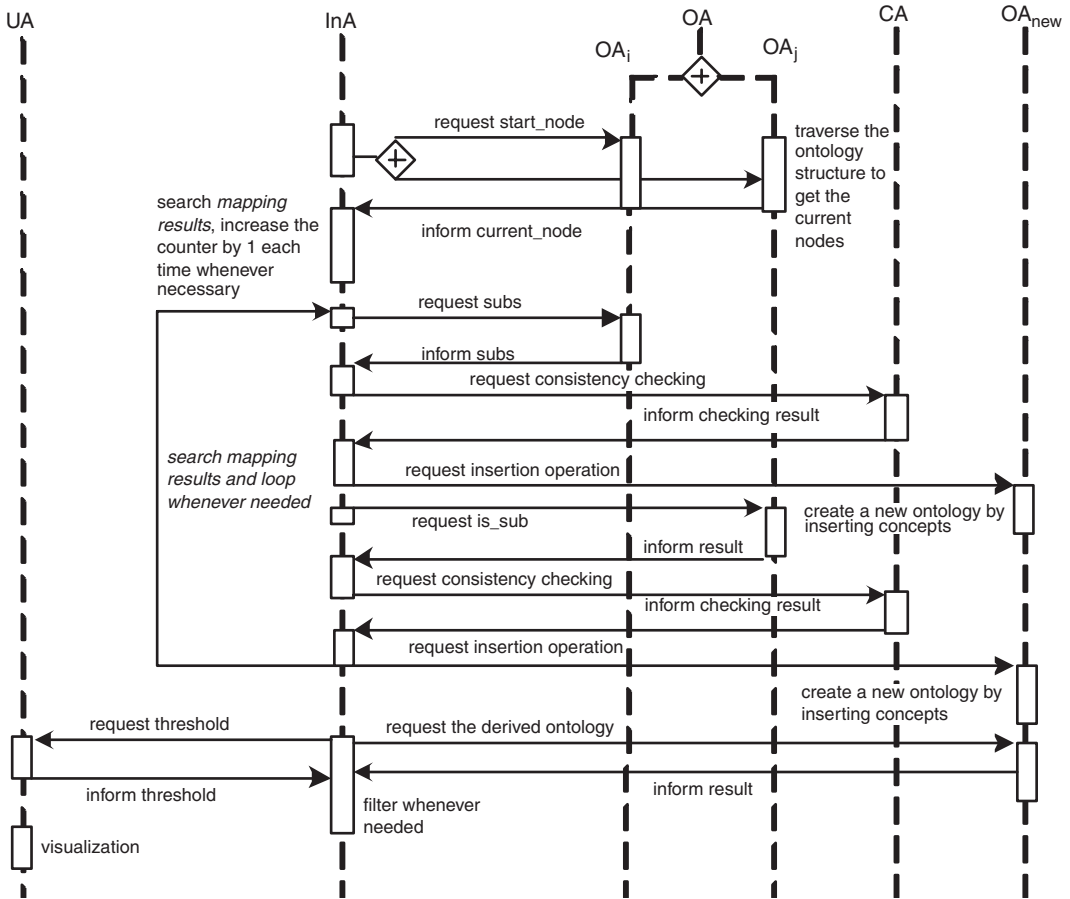 UA
InA
OA
CA
OAnew
OAi
OAj
request start_node
traverse the
ontology
structure to
get the
current
nodes
search mapping
results, increase the
counter by 1 each
time whenever
necessary
inform current_node
request subs
inform subs
request consistency checking
inform checking result
search mapping
results and loop
whenever needed
request insertion operation
create a new ontology by
inserting concepts
request is_sub
inform result
request consistency checking
inform checking result
request insertion operation
create a new ontology by
inserting concepts
request threshold
request the derived ontology
inform threshold
inform result
filter whenever
needed
visualization